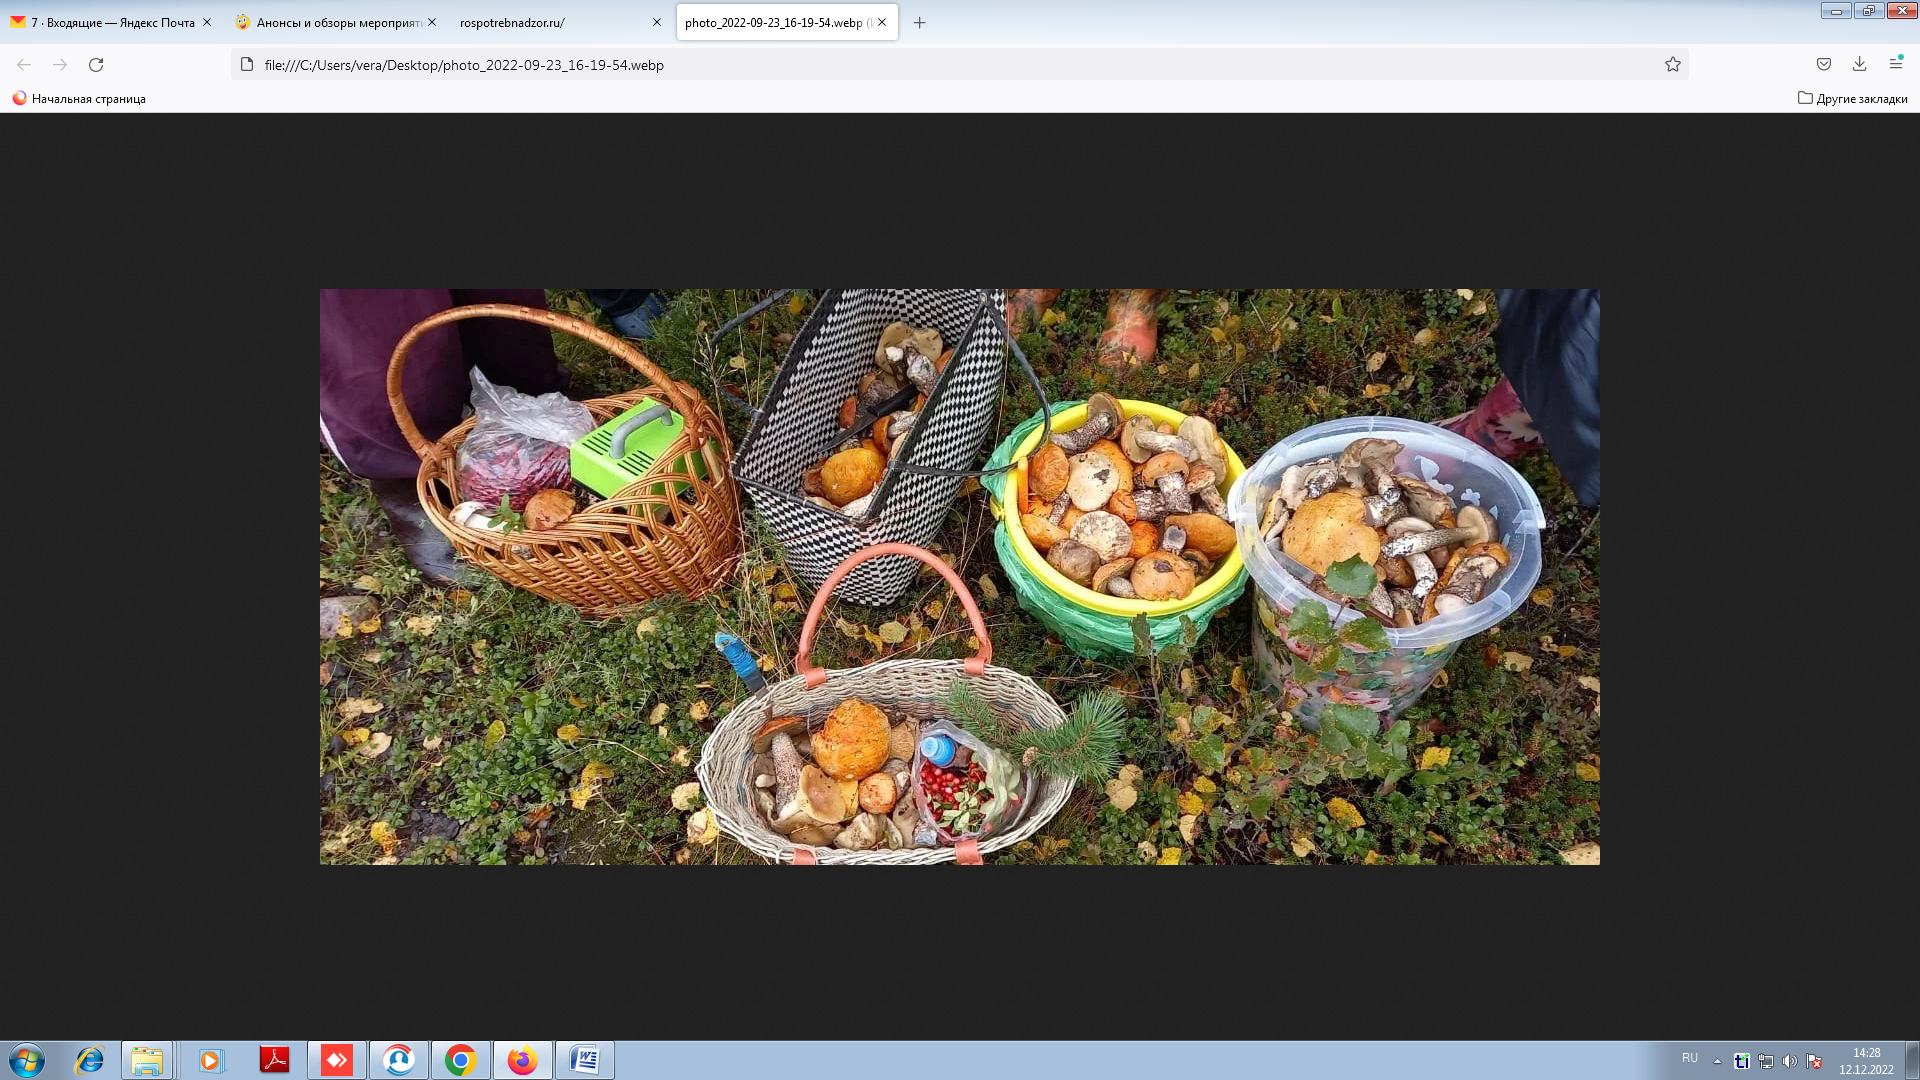 7 · Входящие — Яндекс Почта
Анонсы и обзоры мероприяти
rospotrebnadzor.ru/
photo_2022-09-23_16-19-54.webp (И
file:///C:/Users/vera/Desktop/photo_2022-09-23_16-19-54.webp
Начальная страница
Другие закладки
RU
14:28
12.12.2022